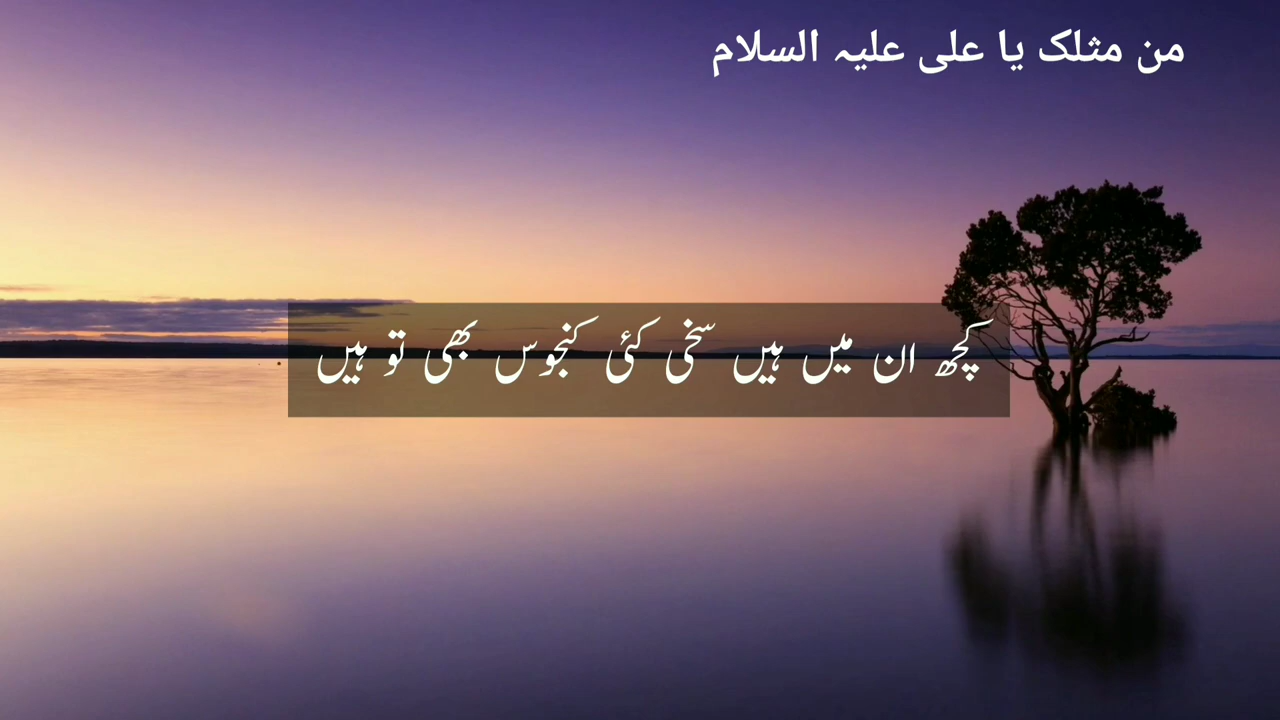 من مثلک یا علی علیہ السلام
کچھ ان میں ہیں سخی کئی کنجوس بھی تو ہیں